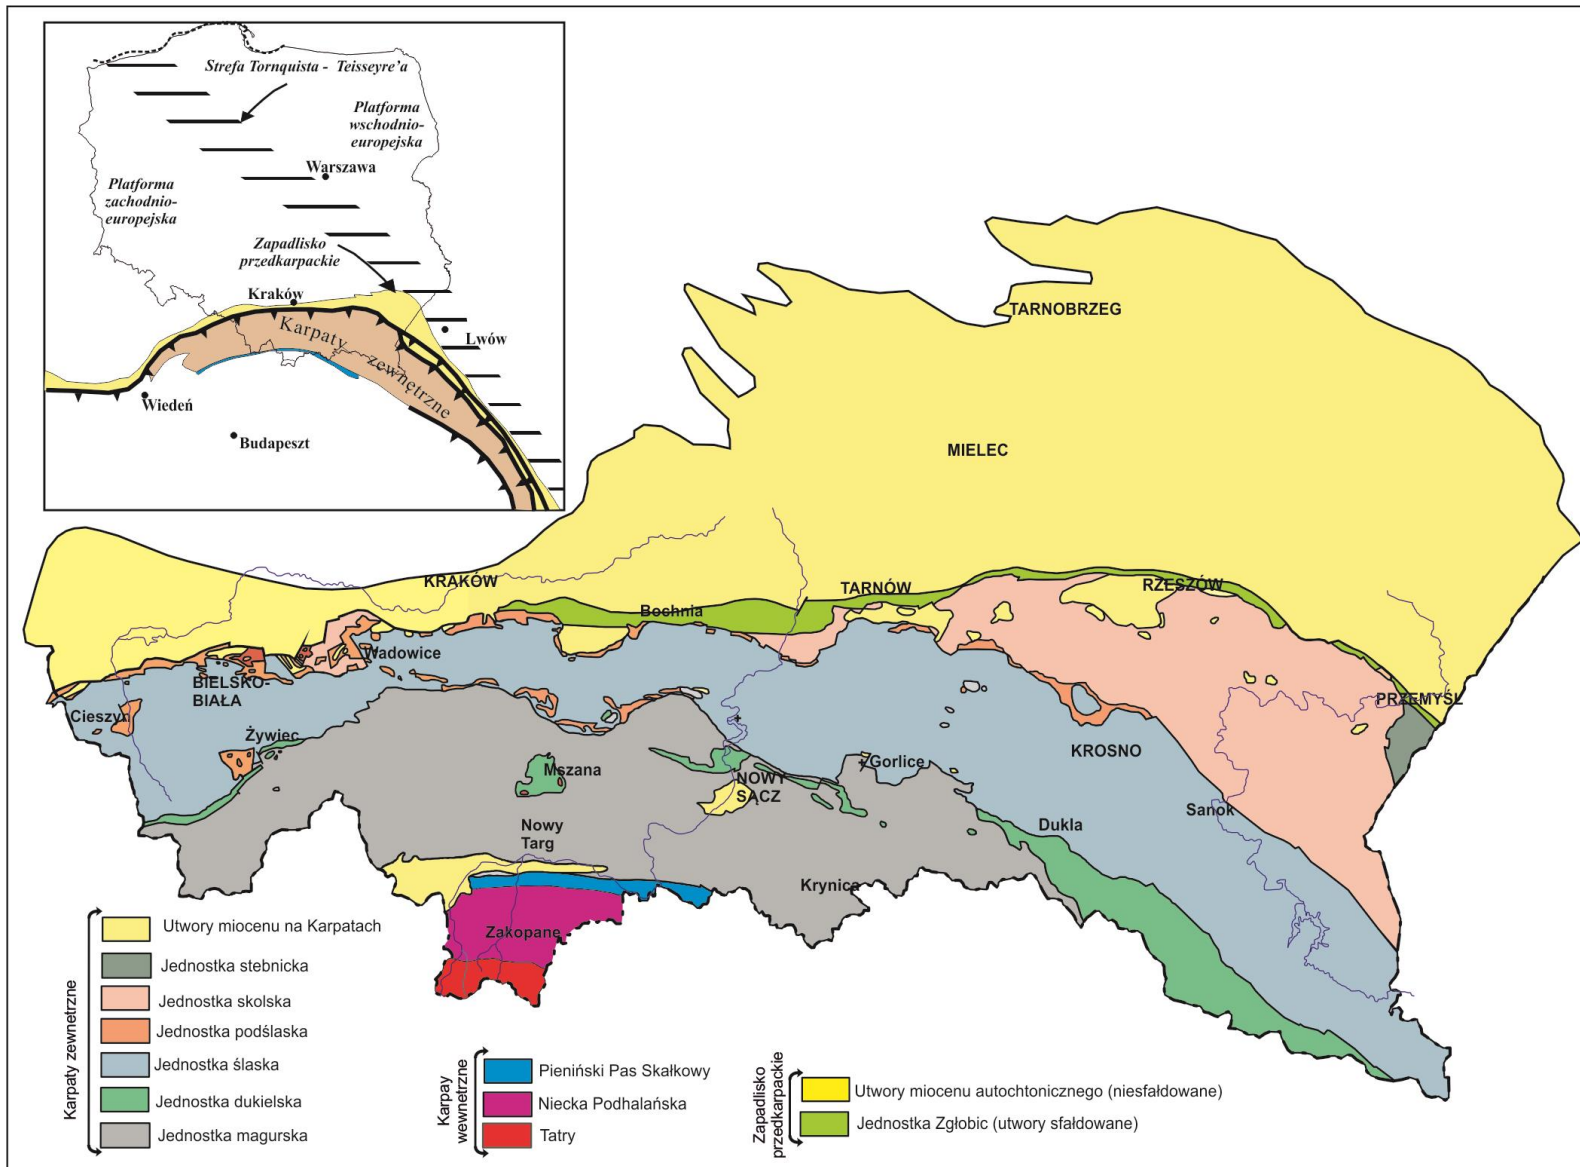 Strefa Tornquista - Teisseyre'a
Platforma
wschodnio-
europejska
Warszawa
Platforma
zachodnio-
europejska
Zapadlisko
przedkarpackie
Kraków
Karpaty zewnętrzne
Lwów
Wiedeń
Budapeszt
TARNOBRZEG
MIELEC
KRAKÓW
Bochnia
TARNÓW
RZESZÓW
Wadowice
BIELSKO-
BIAŁA
Cieszyn
Żywiec
PRZEMYŚL
KROSNO
Gorlice
Mszana
NOWY
SĄCZ
Sanok
Dukla
Nowy
Targ
Krynica
Zakopane
Karpaty zewnetrzne
Utwory miocenu na Karpatach
Jednostka stebnicka
Jednostka skolska
Jednostka podślaska
Jednostka ślaska
Jednostka dukielska
Jednostka magurska
Karpay
wewnetrzne
Pieniński Pas Skałkowy
Niecka Podhalańska
Tatry
Zapadlisko
przedkarpackie
Utwory miocenu autochtonicznego (niesfałdowane)
Jednostka Zgłobic (utwory sfałdowane)